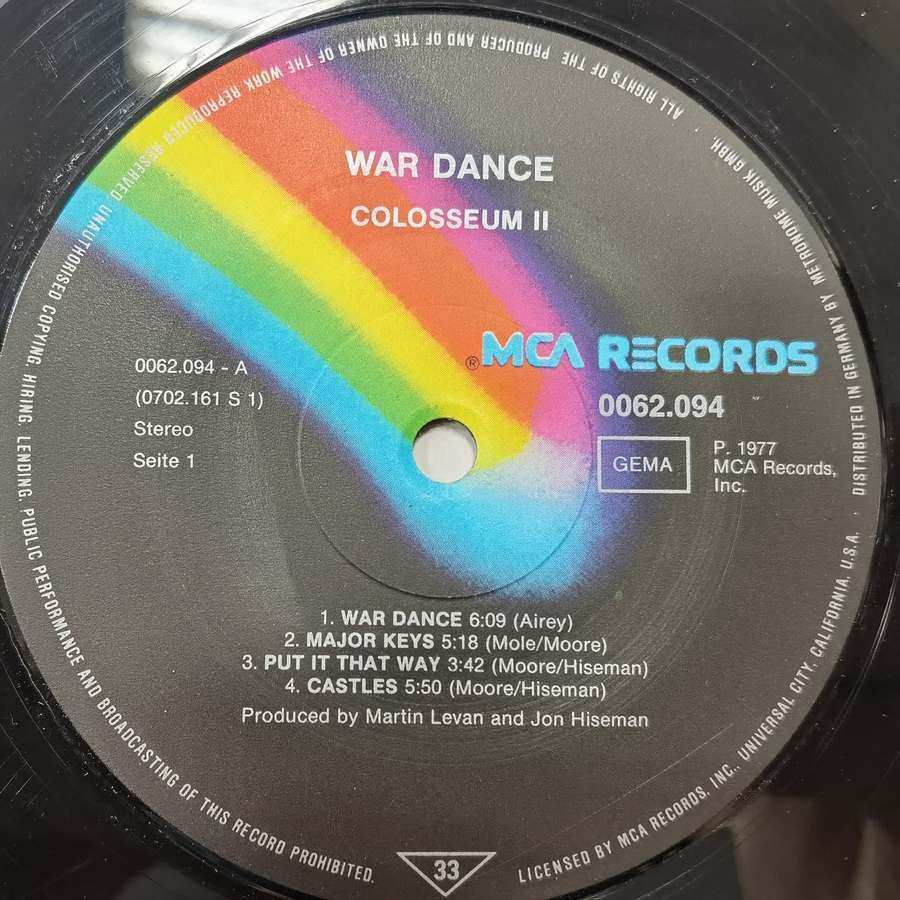 WAR DANCE
COLOSSEUM II
® MCA RECORDS
0062.094
GEMA
P. 1977
MCA Records,
Inc.
0062.094 - A
(0702.161 S 1)
Stereo
Seite 1
1. WAR DANCE 6:09 (Airey)
2. MAJOR KEYS 5:18 (Mole/Moore)
3. PUT IT THAT WAY 3:42 (Moore/Hiseman)
4. CASTLES 5:50 (Moore/Hiseman)
Produced by Martin Levan and Jon Hiseman
33
ALL RIGHTS OF THE PRODUCER AND OF THE OWNER OF THE WORK REPRODUCED RESERVED. UNAUTHORISED COPYING, HIRING, LENDING, PUBLIC PERFORMANCE AND BROADCASTING OF THIS RECORD PROHIBITED.
LICENSED BY MCA RECORDS, INC., UNIVERSAL CITY, CALIFORNIA, U.S.A. · DISTRIBUTED IN GERMANY BY METRONOME MUSIK GMBH. ·